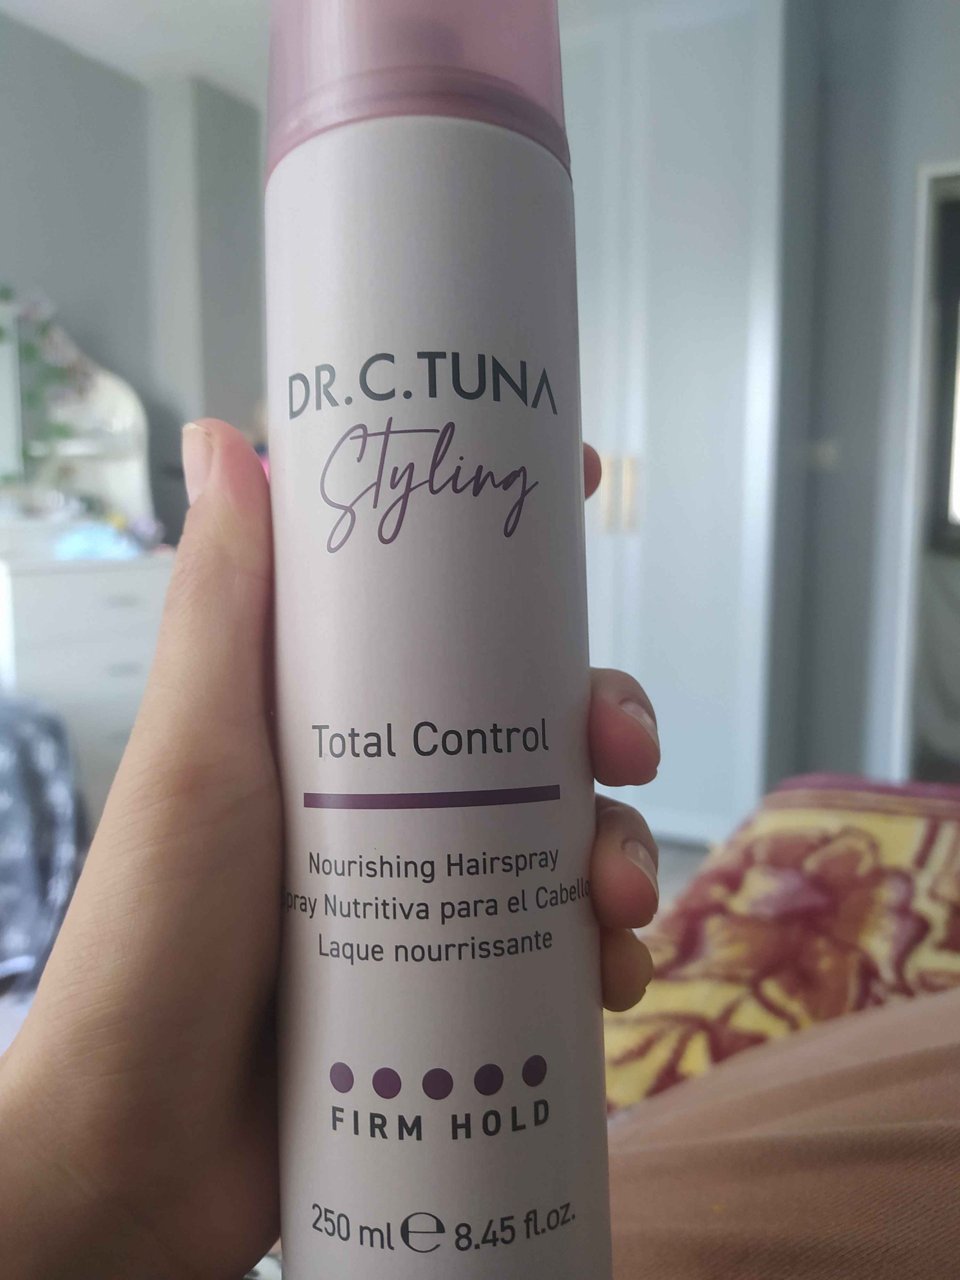 DR.C.TUNA
Styling
Total Control
Nourishing Hairspray
Spray Nutritiva para el Cabello
Laque nourrissante
FIRM HOLD
250 ml ℮ 8.45 fl.oz.